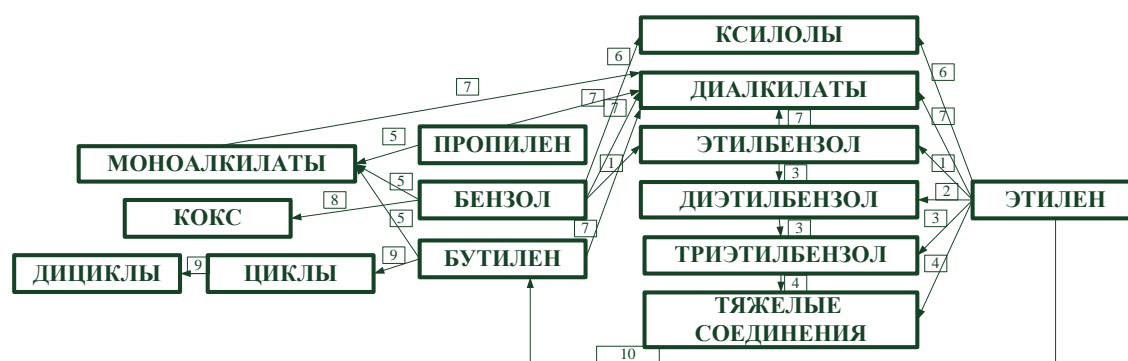 КСИЛОЛЫ
6
6
7
ДИАЛКИЛАТЫ
7
7
7
7
5
ПРОПИЛЕН
ЭТИЛБЕНЗОЛ
МОНОАЛКИЛАТЫ
1
1
3
5
БЕНЗОЛ
ДИЭТИЛБЕНЗОЛ
2
ЭТИЛЕН
8
КОКС
5
7
3
3
БУТИЛЕН
ТРИЭТИЛБЕНЗОЛ
9
9
4
ДИЦИКЛЫ
ЦИКЛЫ
4
ТЯЖЕЛЫЕ
СОЕДИНЕНИЯ
10